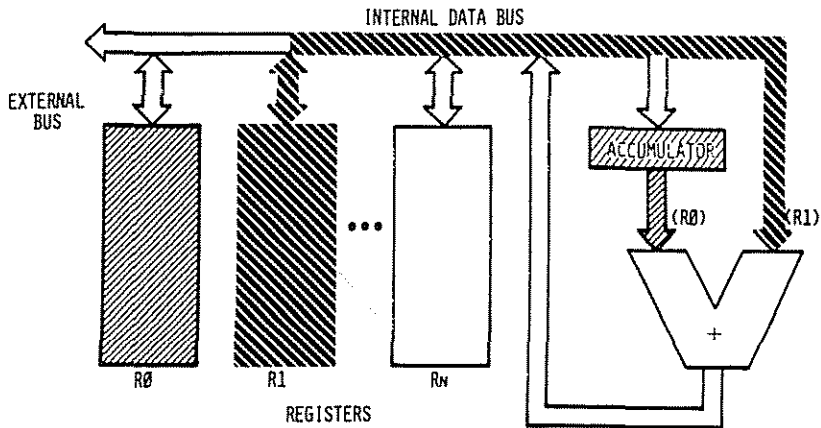 INTERNAL DATA BUS
EXTERNAL
BUS
ACCUMULATOR
(RØ)
(R1)
+
RØ
R1
RN
REGISTERS